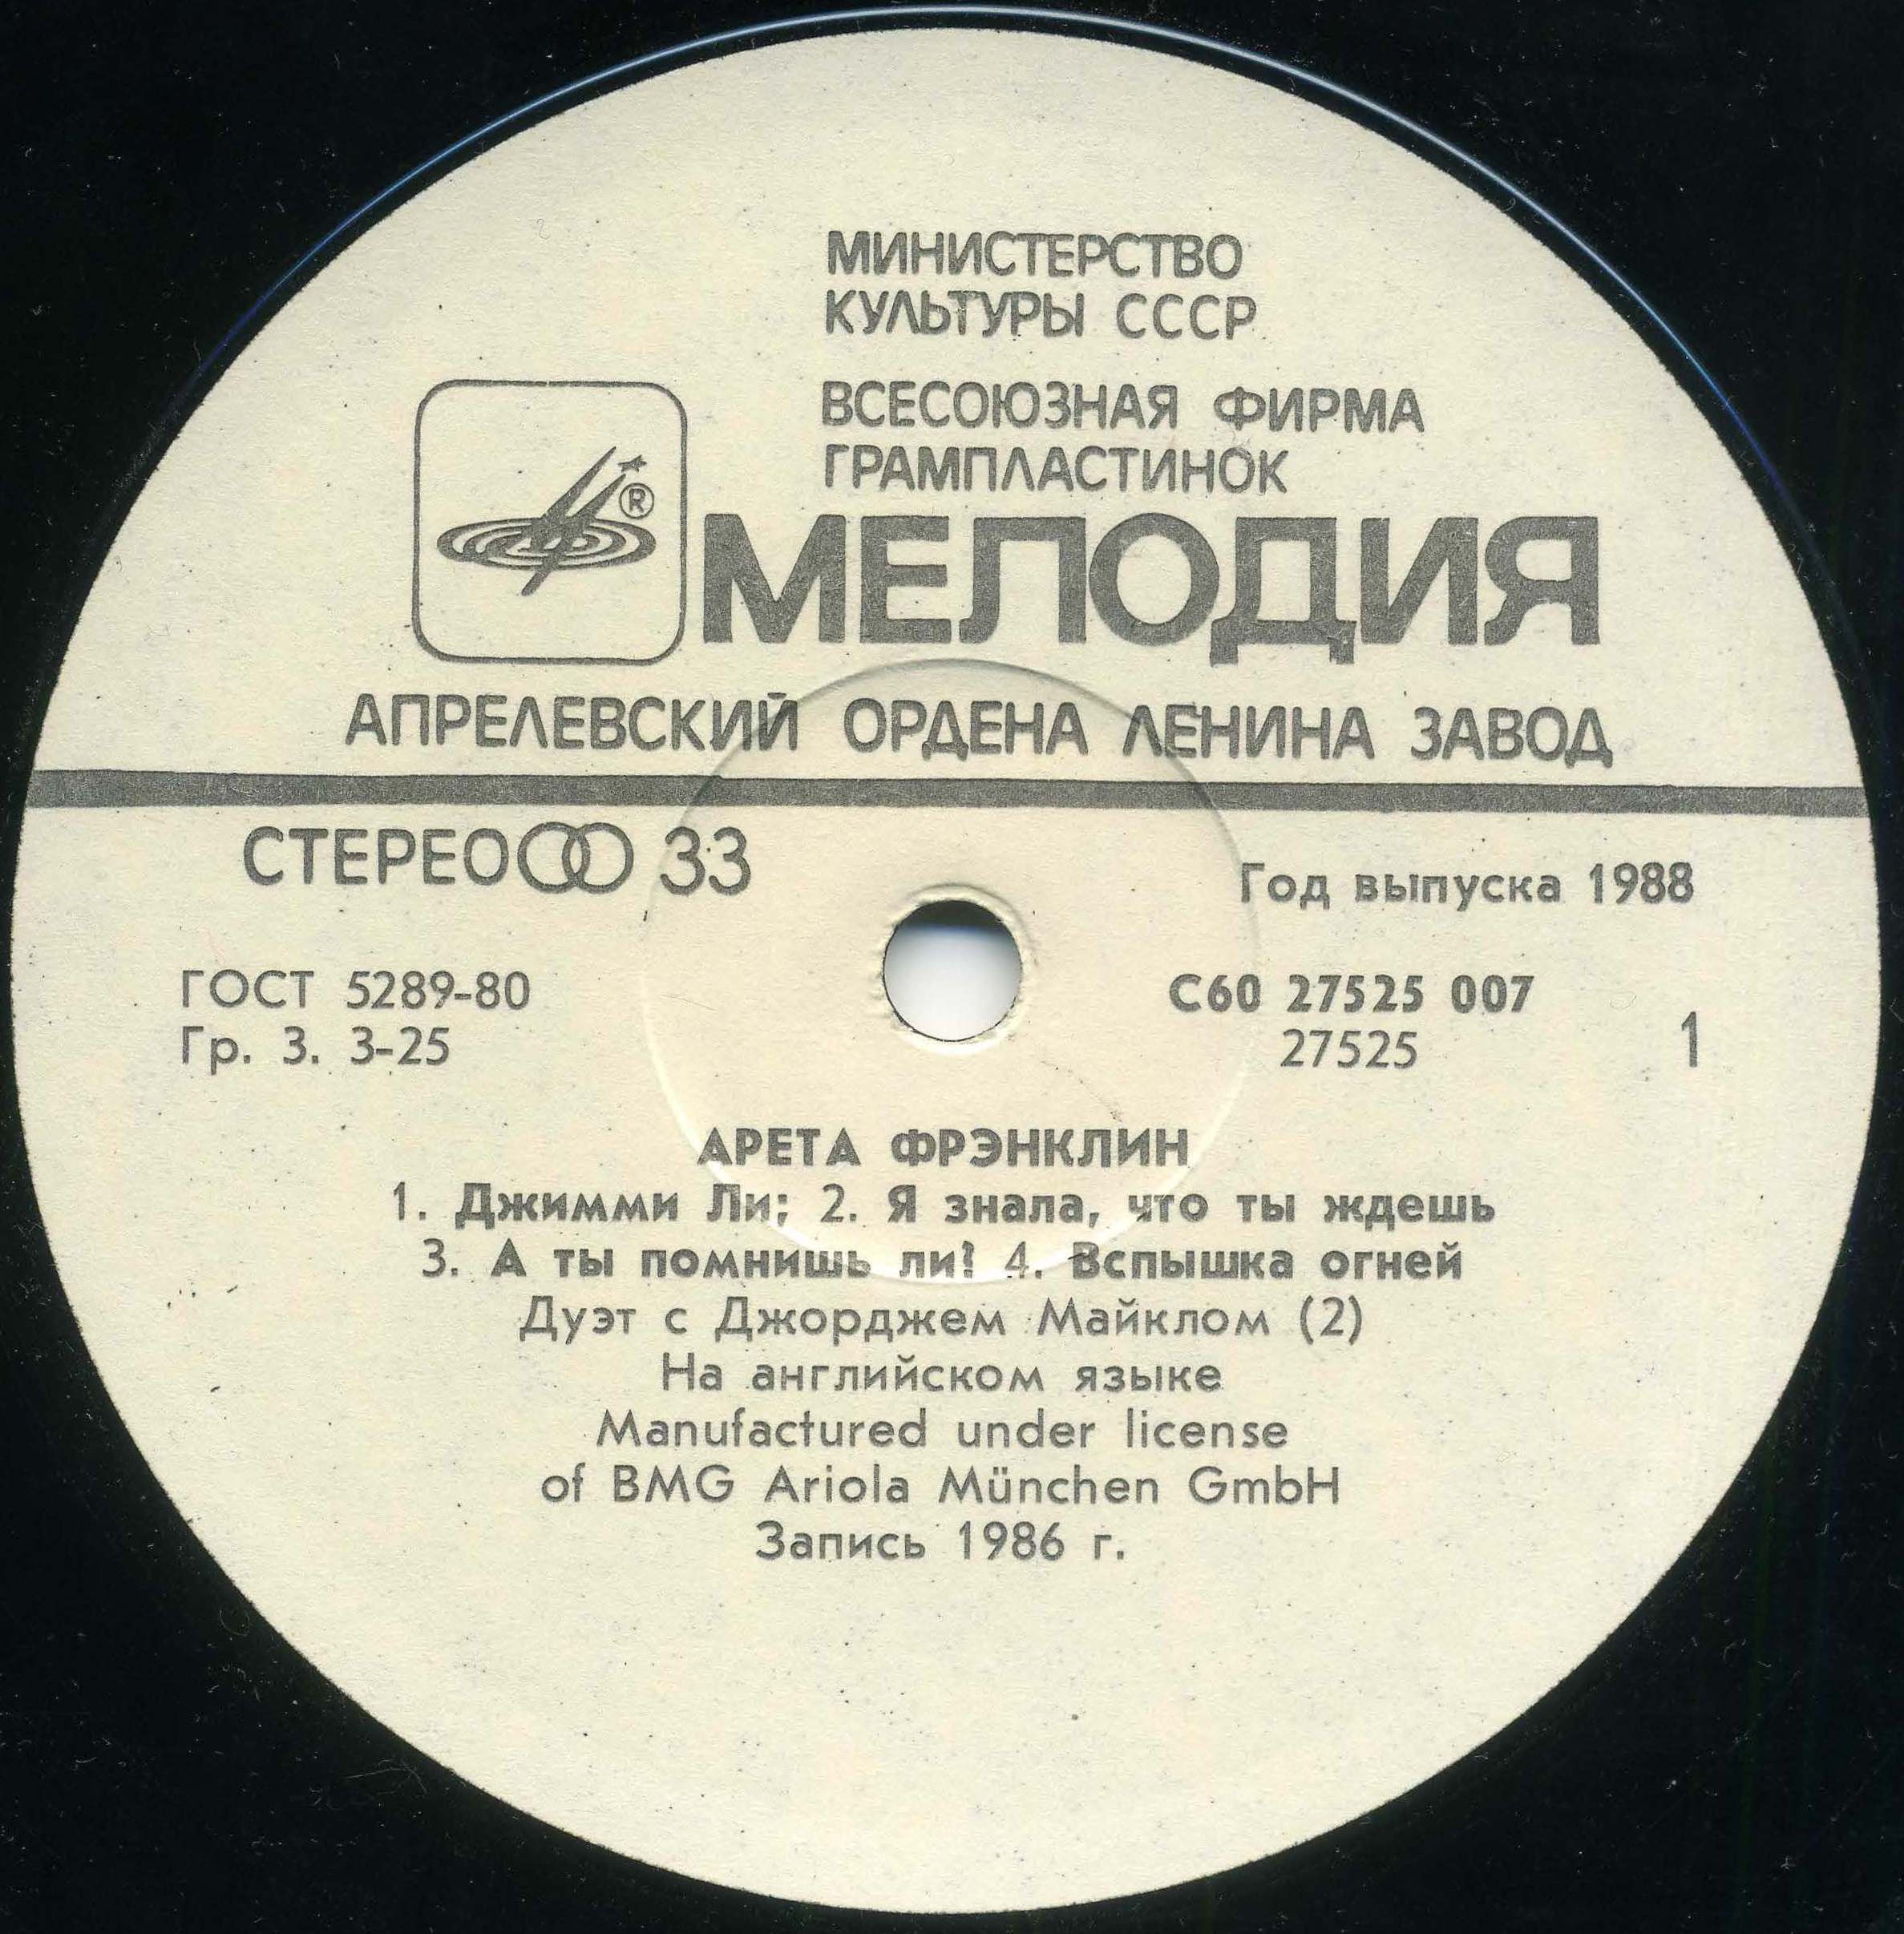 МИНИСТЕРСТВО
КУЛЬТУРЫ СССР
ВСЕСОЮЗНАЯ ФИРМА
ГРАМПЛАСТИНОК
®
МЕЛОДИЯ
АПРЕЛЕВСКИЙ ОРДЕНА ЛЕНИНА ЗАВОД
СТЕРЕО 33
Год выпуска 1988
ГОСТ 5289-80
Гр. 3. 3-25
С60 27525 007
27525
1
АРЕТА ФРЭНКЛИН
1. Джимми Ли; 2. Я знала, что ты ждешь
3. А ты помнишь ли? 4. Вспышка огней
Дуэт с Джорджем Майклом (2)
На английском языке
Manufactured under license
of BMG Ariola München GmbH
Запись 1986 г.